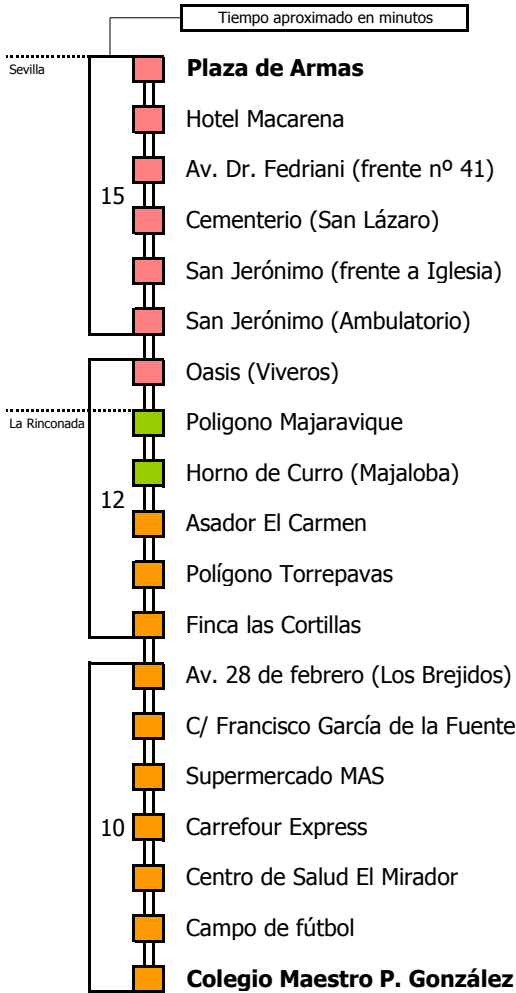 Tiempo aproximado en minutos
Sevilla
Plaza de Armas
Hotel Macarena
Av. Dr. Fedriani (frente nº 41)
15
Cementerio (San Lázaro)
San Jerónimo (frente a Iglesia)
San Jerónimo (Ambulatorio)
Oasis (Viveros)
La Rinconada
Poligono Majaravique
Horno de Curro (Majaloba)
12
Asador El Carmen
Polígono Torrepavas
Finca las Cortillas
Av. 28 de febrero (Los Brejidos)
C/ Francisco García de la Fuente
Supermercado MAS
10
Carrefour Express
Centro de Salud El Mirador
Campo de fútbol
Colegio Maestro P. González